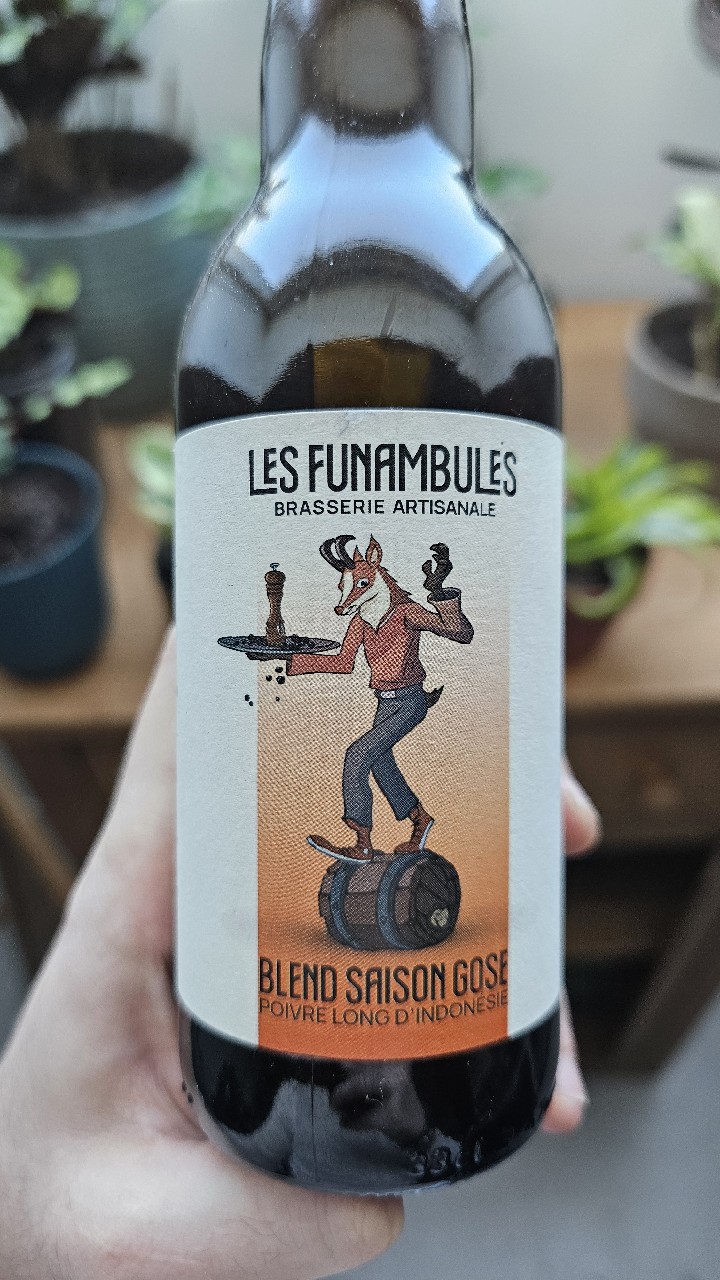 LES FUNAMBULES
BRASSERIE ARTISANALE
BLEND SAISON GOSE
POIVRE LONG D'INDONÉSIE